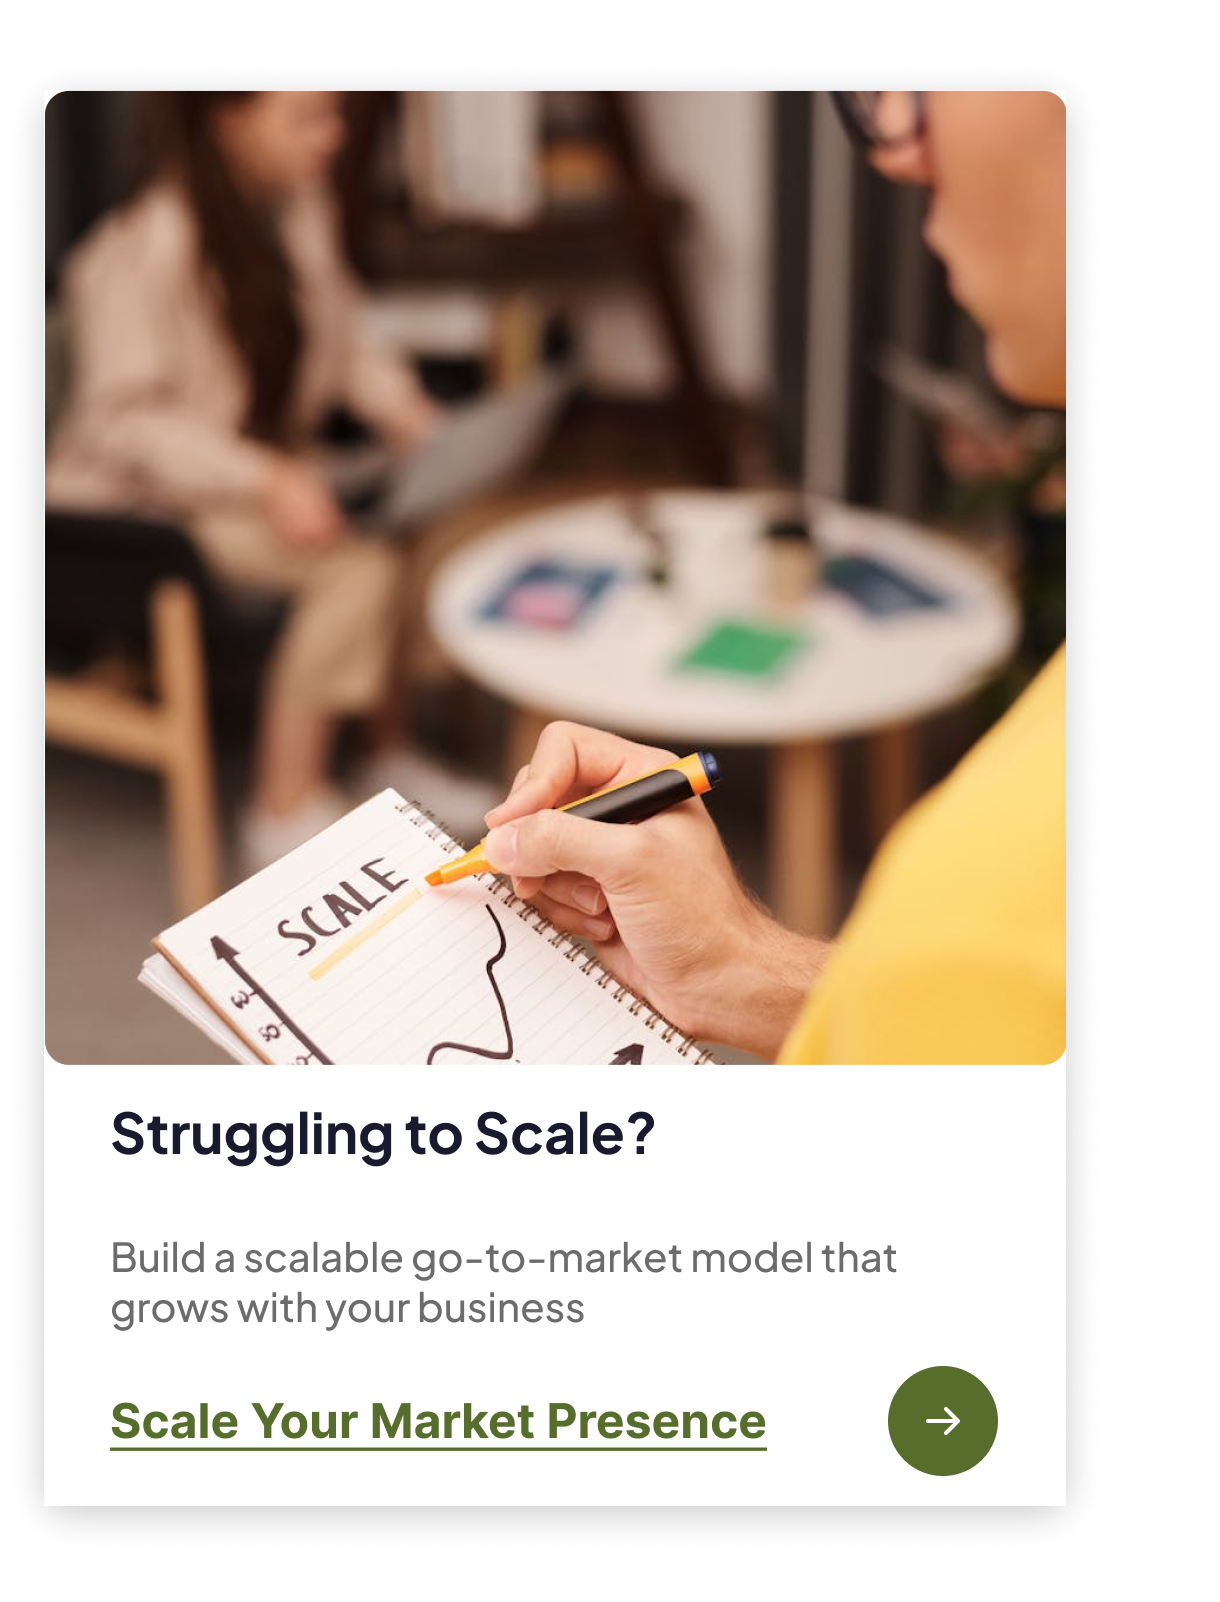 SCALE
3
Struggling to Scale?
Build a scalable go-to-market model that
grows with your business
Scale Your Market Presence